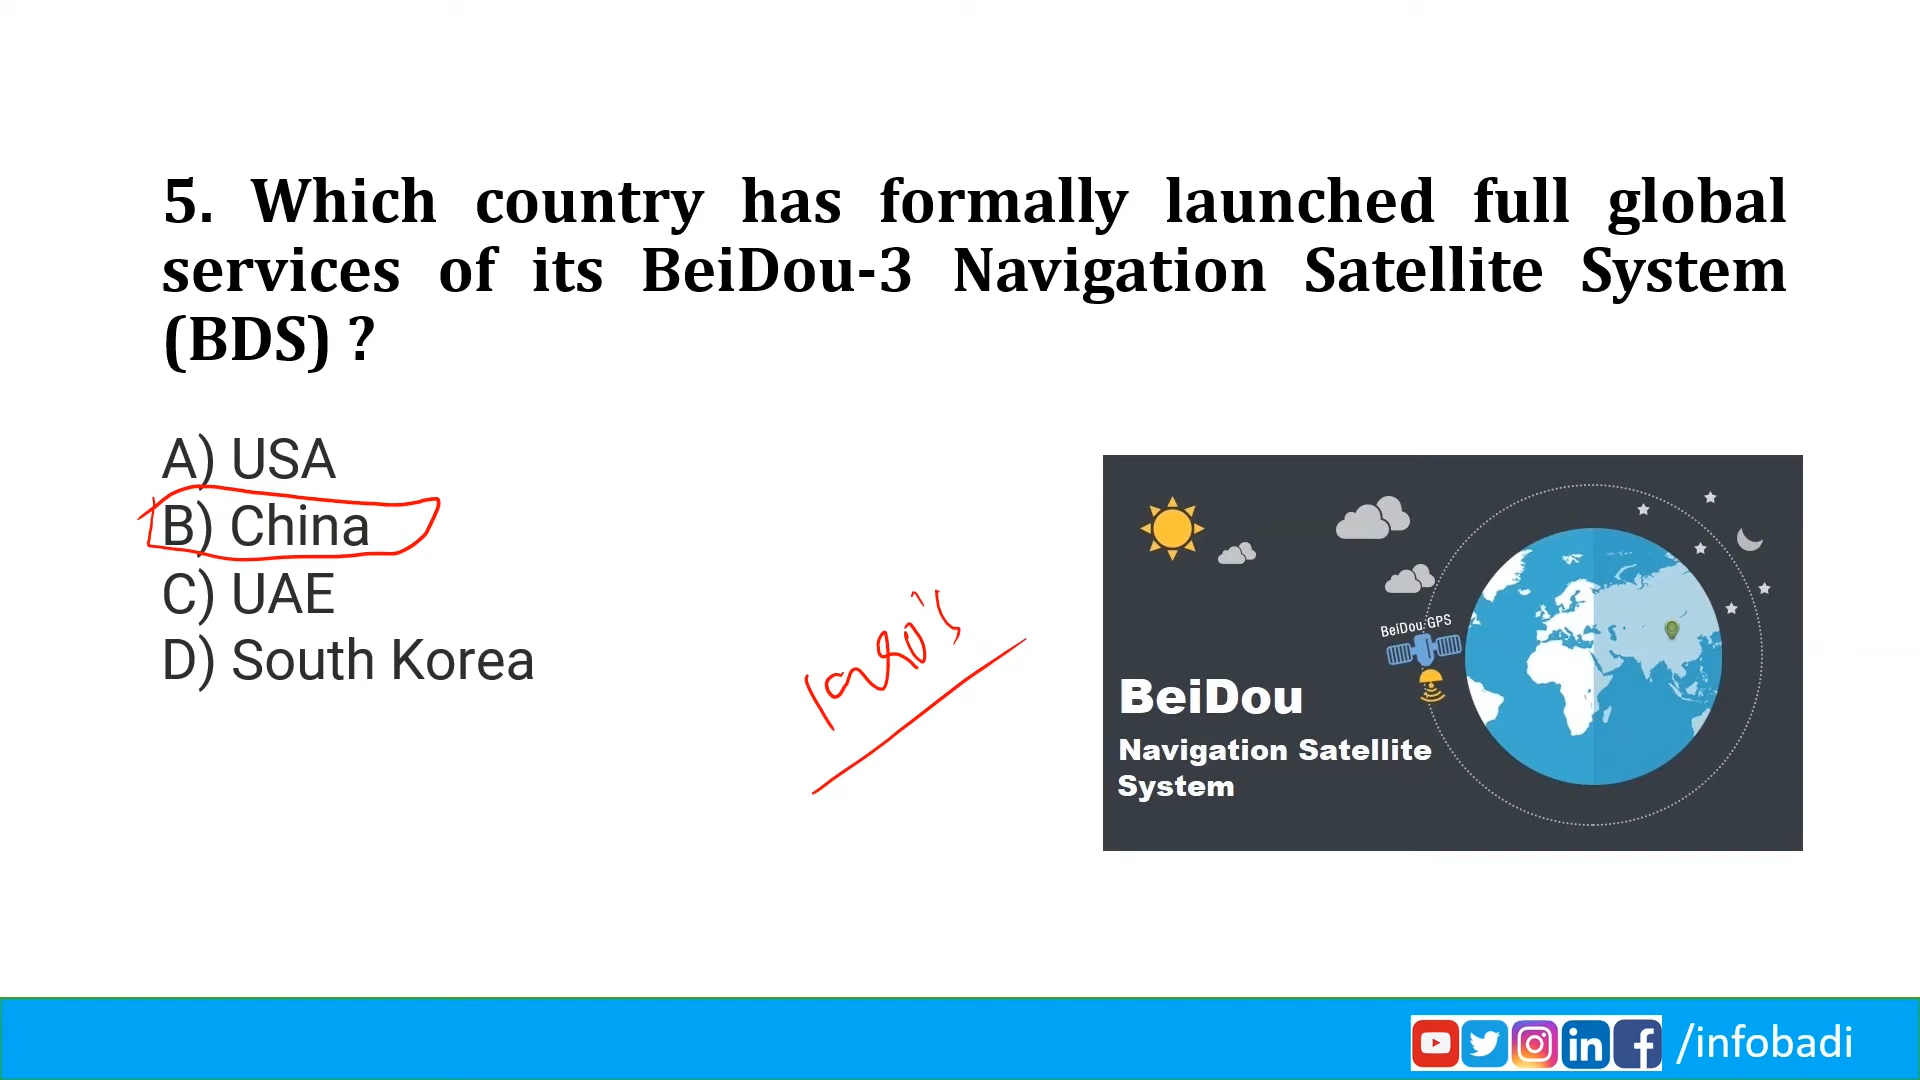 5. Which country has formally launched full global
services of its BeiDou-3 Navigation Satellite System
(BDS) ?
A) USA
B) China
C) UAE
D) South Korea
1980's
BeiDou GPS
BeiDou
Navigation Satellite
System
/infobadi